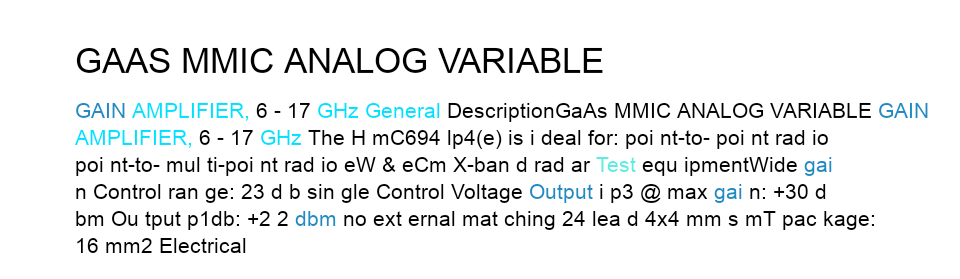 GAAS MMIC ANALOG VARIABLE
GAIN AMPLIFIER, 6 - 17 GHz General DescriptionGaAs MMIC ANALOG VARIABLE GAIN
AMPLIFIER, 6 - 17 GHz The H mC694 lp4(e) is i deal for: poi nt-to- poi nt rad io
poi nt-to- mul ti-poi nt rad io eW & eCm X-ban d rad ar Test equ ipmentWide gai
n Control ran ge: 23 d b sin gle Control Voltage Output i p3 @ max gai n: +30 d
bm Ou tput p1db: +2 2 dbm no ext ernal mat ching 24 lea d 4x4 mm s mT pac kage:
16 mm2 Electrical